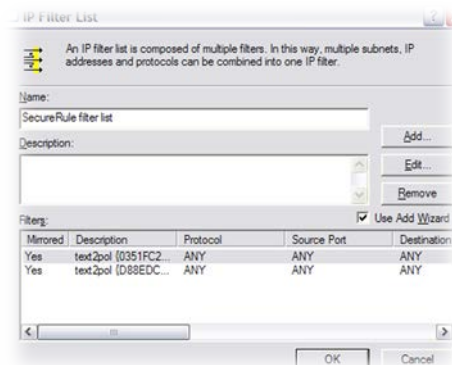 IP Filter List
An IP filter list is composed of multiple filters. In this way, multiple subnets, IP
addresses and protocols can be combined into one IP filter.
Name:
SecureRule filter list
Add...
Description:
Edit...
Remove
Filters:
Use Add Wizard
Mirrored Description Protocol Source Port Destination
Yes text2pol {0351FC2... ANY ANY ANY
Yes text2pol {D88EDC... ANY ANY ANY
OK Cancel